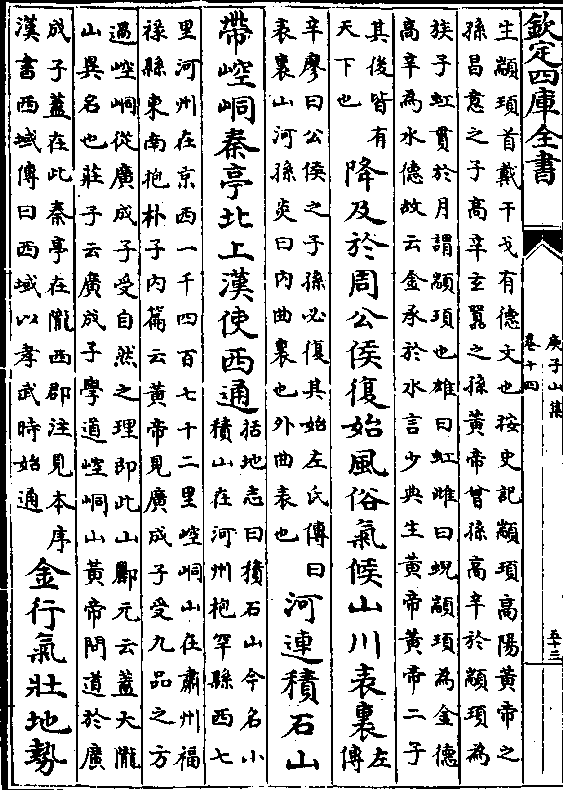 欽定四庫全書
庾子山集
卷十四
五十三
生顓頊首戴干戈有德文也按史記顓頊高陽黃帝之
孫昌意之子高辛玄囂之孫黃帝曾孫高辛於顓頊為
族子虹貫於月謂顓頊也雄曰虹雌曰蜺顓頊為金德
高辛為水德故云金承於水言少典生黃帝黃帝二子
其後皆有
天下也
降及於周公侯復始風俗氣候山川表裏
左
傳
辛廖曰公侯之子孫必復其始左氏傳曰
表裏山河孫炎曰内曲裏也外曲表也
河連積石山
帶崆峒秦亭北上漢使西通
括地志曰積石山今名小
積山在河州枹罕縣西七
里河州在京西一千四百七十二里崆峒山在肅州福
祿縣東南抱朴子内篇云黄帝見廣成子受九品之方
過崆峒從廣成子受自然之理即此山酈元云蓋大隴
山異名也莊子云廣成子學道崆峒山黃帝問道於廣
成子蓋在此秦亭在隴西郡注見本序
漢書西域傳曰西域以孝武時始通
金行氣壯地勢